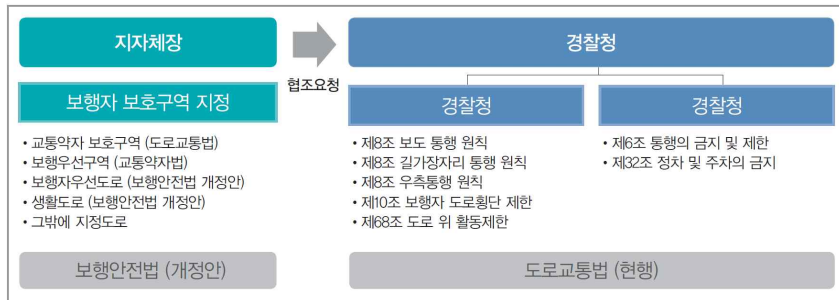 지자체장
협조요청
경찰청
보행자 보호구역 지정
경찰청
경찰청
• 교통약자 보호구역 (도로교통법)
• 보행우선구역 (교통약자법)
• 보행자우선도로 (보행안전법 개정안)
• 생활도로 (보행안전법 개정안)
• 그밖에 지정도로
• 제8조 보도 통행 원칙
• 제8조 길가장자리 통행 원칙
• 제8조 우측통행 원칙
• 제10조 보행자 도로횡단 제한
• 제68조 도로 위 활동제한
• 제6조 통행의 금지 및 제한
• 제32조 정차 및 주차의 금지
보행안전법 (개정안)
도로교통법 (현행)